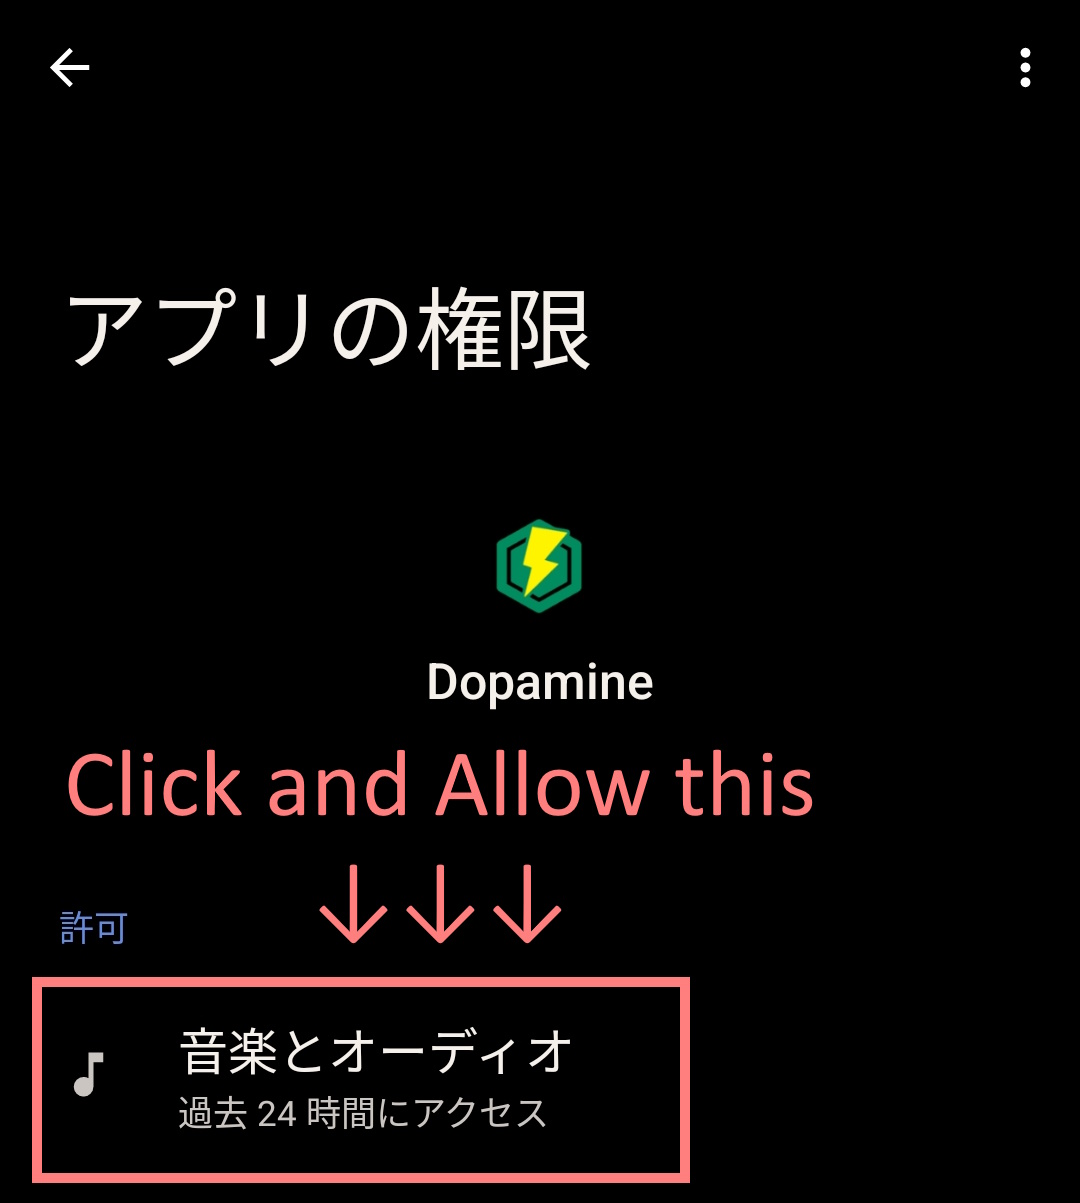 アプリの権限
Dopamine
Click and Allow this
↓↓↓
許可
音楽とオーディオ
過去 24 時間にアクセス